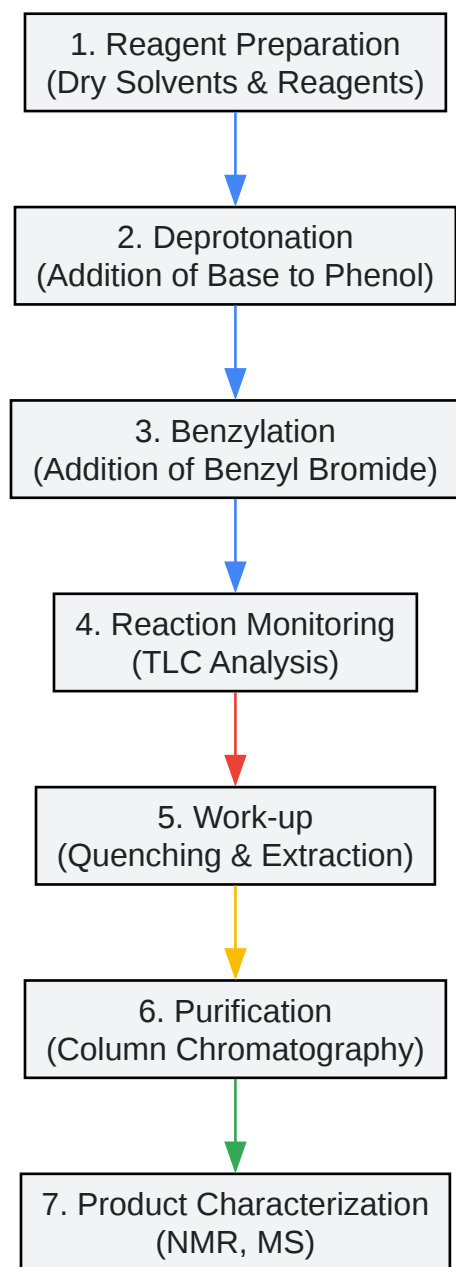 1. Reagent Preparation
(Dry Solvents & Reagents)
2. Deprotonation
(Addition of Base to Phenol)
3. Benzylation
(Addition of Benzyl Bromide)
4. Reaction Monitoring
(TLC Analysis)
5. Work-up
(Quenching & Extraction)
6. Purification
(Column Chromatography)
7. Product Characterization
(NMR, MS)